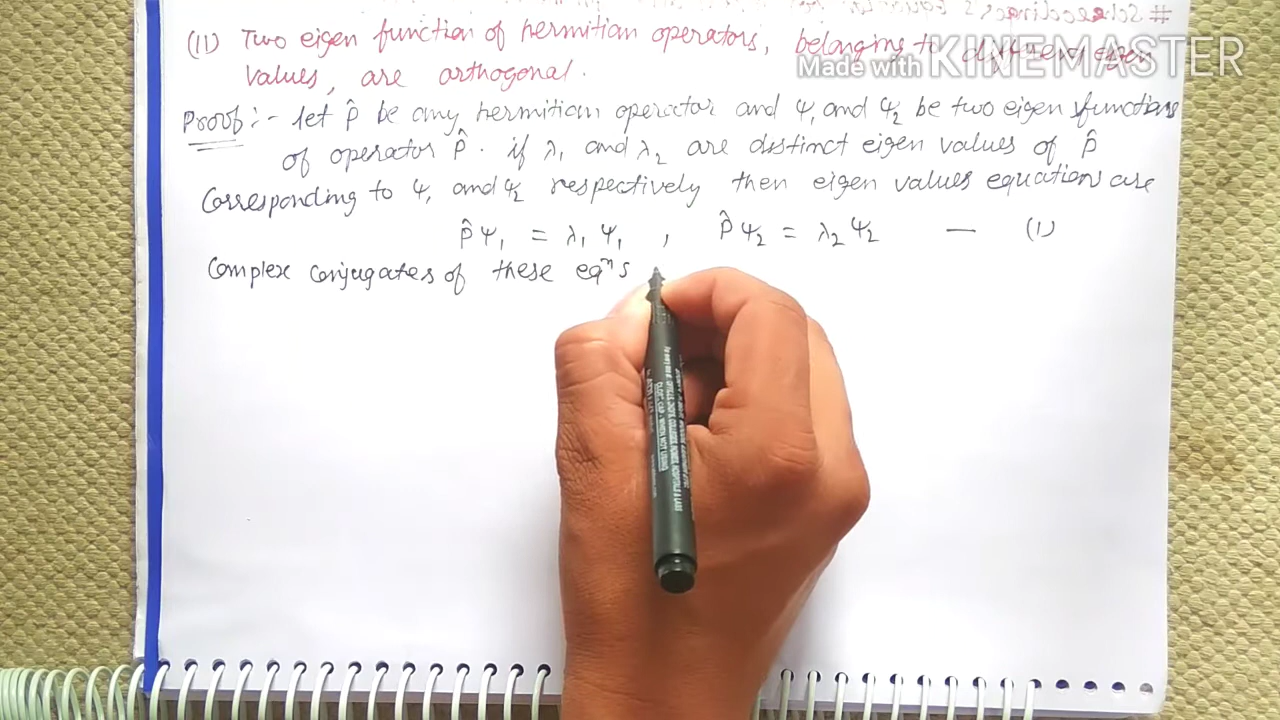 (II) Two eigen function of hermitian operators, belonging to different eigen
values, are orthogonal.
Made with KINEMASTER
Proof :- let P̂ be any hermitian operator and Ψ₁ and Ψ₂ be two eigen functions
of operator P̂. if λ₁ and λ₂ are distinct eigen values of P̂
Corresponding to Ψ₁ and Ψ₂ respectively then eigen values equations are
P̂Ψ₁ = λ₁Ψ₁ , P̂Ψ₂ = λ₂Ψ₂ — (1)
Complex conjugates of these eqⁿs